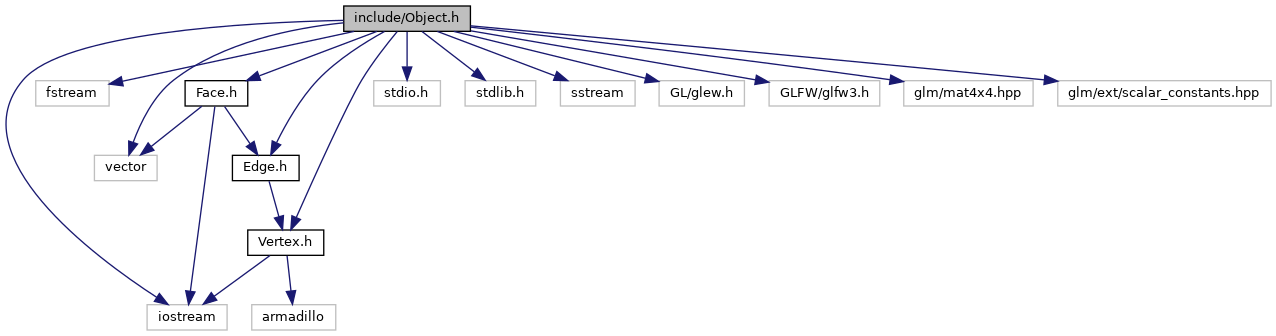 include/Object.h
fstream
Face.h
stdio.h
stdlib.h
sstream
GL/glew.h
GLFW/glfw3.h
glm/mat4x4.hpp
glm/ext/scalar_constants.hpp
vector
Edge.h
Vertex.h
iostream
armadillo